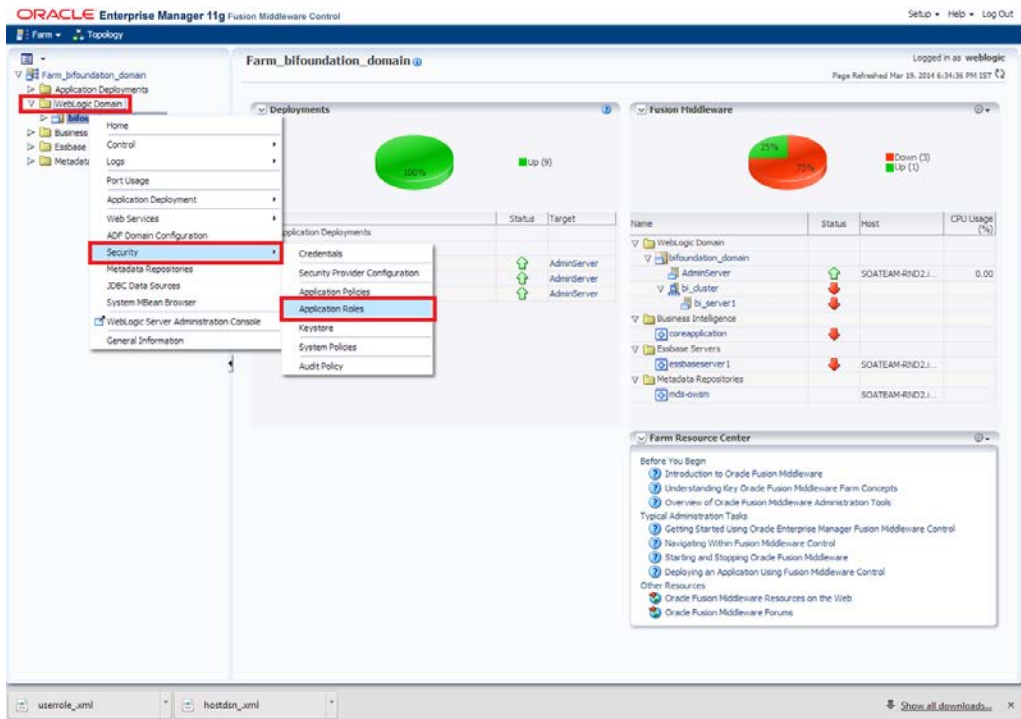 ORACLE Enterprise Manager 11g Fusion Middleware Control
Setup Help Log Out
Farm Topology
Farm_bifoundation_domain
Logged in as weblogic
Page Refreshed Mar 19, 2014 6:34:36 PM IST
Farm_bifoundation_domain
Application Deployments
WebLogic Domain
bifou
Business
Essbase
Metadata
Home
Control
Logs
Port Usage
Application Deployment
Web Services
ADF Domain Configuration
Security
Metadata Repositories
JDBC Data Sources
System MBean Browser
WebLogic Server Administration Console
General Information
Credentials
Security Provider Configuration
Application Policies
Application Roles
Keystore
System Policies
Audit Policy
Deployments
100%
Up (9)
Status Target
pplication Deployments
AdminServer
AdminServer
AdminServer
Fusion Middleware
25%
75%
Down (3)
Up (1)
Name Status Host CPU Usage (%)
WebLogic Domain
bifoundation_domain
AdminServer SOATEAM-RND2.i... 0.00
bi_cluster
bi_server1
Business Intelligence
coreapplication
Essbase Servers
essbaseserver1 SOATEAM-RND2.i...
Metadata Repositories
mds-owsm SOATEAM-RND2.i...
Farm Resource Center
Before You Begin
Introduction to Oracle Fusion Middleware
Understanding Key Oracle Fusion Middleware Farm Concepts
Overview of Oracle Fusion Middleware Administration Tools
Typical Administration Tasks
Getting Started Using Oracle Enterprise Manager Fusion Middleware Control
Navigating Within Fusion Middleware Control
Starting and Stopping Oracle Fusion Middleware
Deploying an Application Using Fusion Middleware Control
Other Resources
Oracle Fusion Middleware Resources on the Web
Oracle Fusion Middleware Forums
userrole_.xml
hostdsn_.xml
Show all downloads...